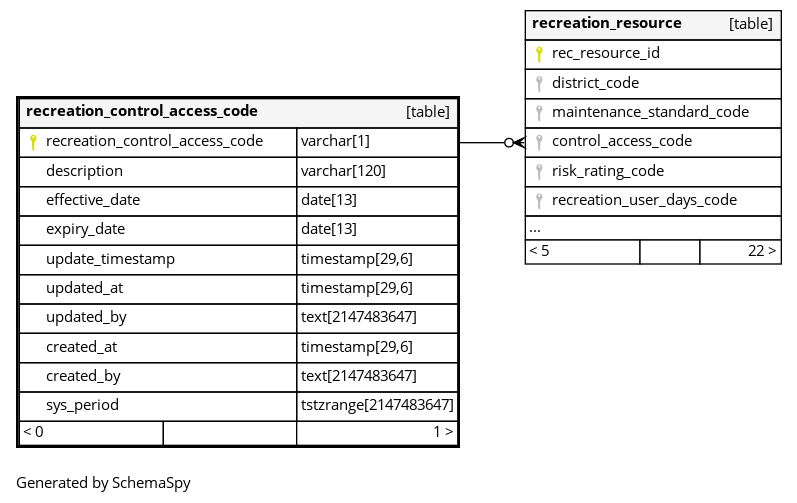 recreation_resource [table]
rec_resource_id
district_code
maintenance_standard_code
control_access_code
risk_rating_code
recreation_user_days_code
...
< 5 22 >
recreation_control_access_code [table]
recreation_control_access_code varchar[1]
description varchar[120]
effective_date date[13]
expiry_date date[13]
update_timestamp timestamp[29,6]
updated_at timestamp[29,6]
updated_by text[2147483647]
created_at timestamp[29,6]
created_by text[2147483647]
sys_period tstzrange[2147483647]
< 0 1 >
Generated by SchemaSpy